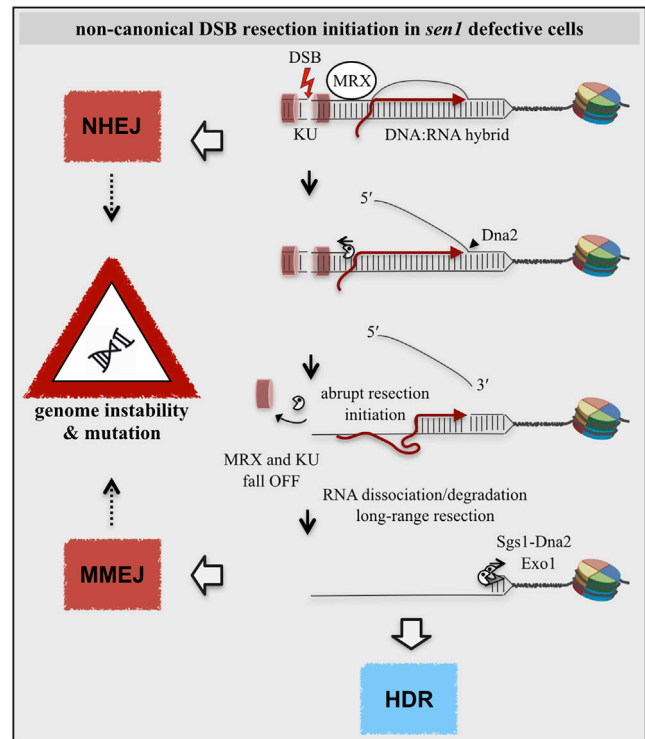 non-canonical DSB resection initiation in sen1 defective cells
DSB
MRX
NHEJ
KU
DNA:RNA hybrid
5′
Dna2
5′
3′
abrupt resection
initiation
genome instability
& mutation
MRX and KU
fall OFF
RNA dissociation/degradation
long-range resection
Sgs1-Dna2
Exo1
MMEJ
HDR